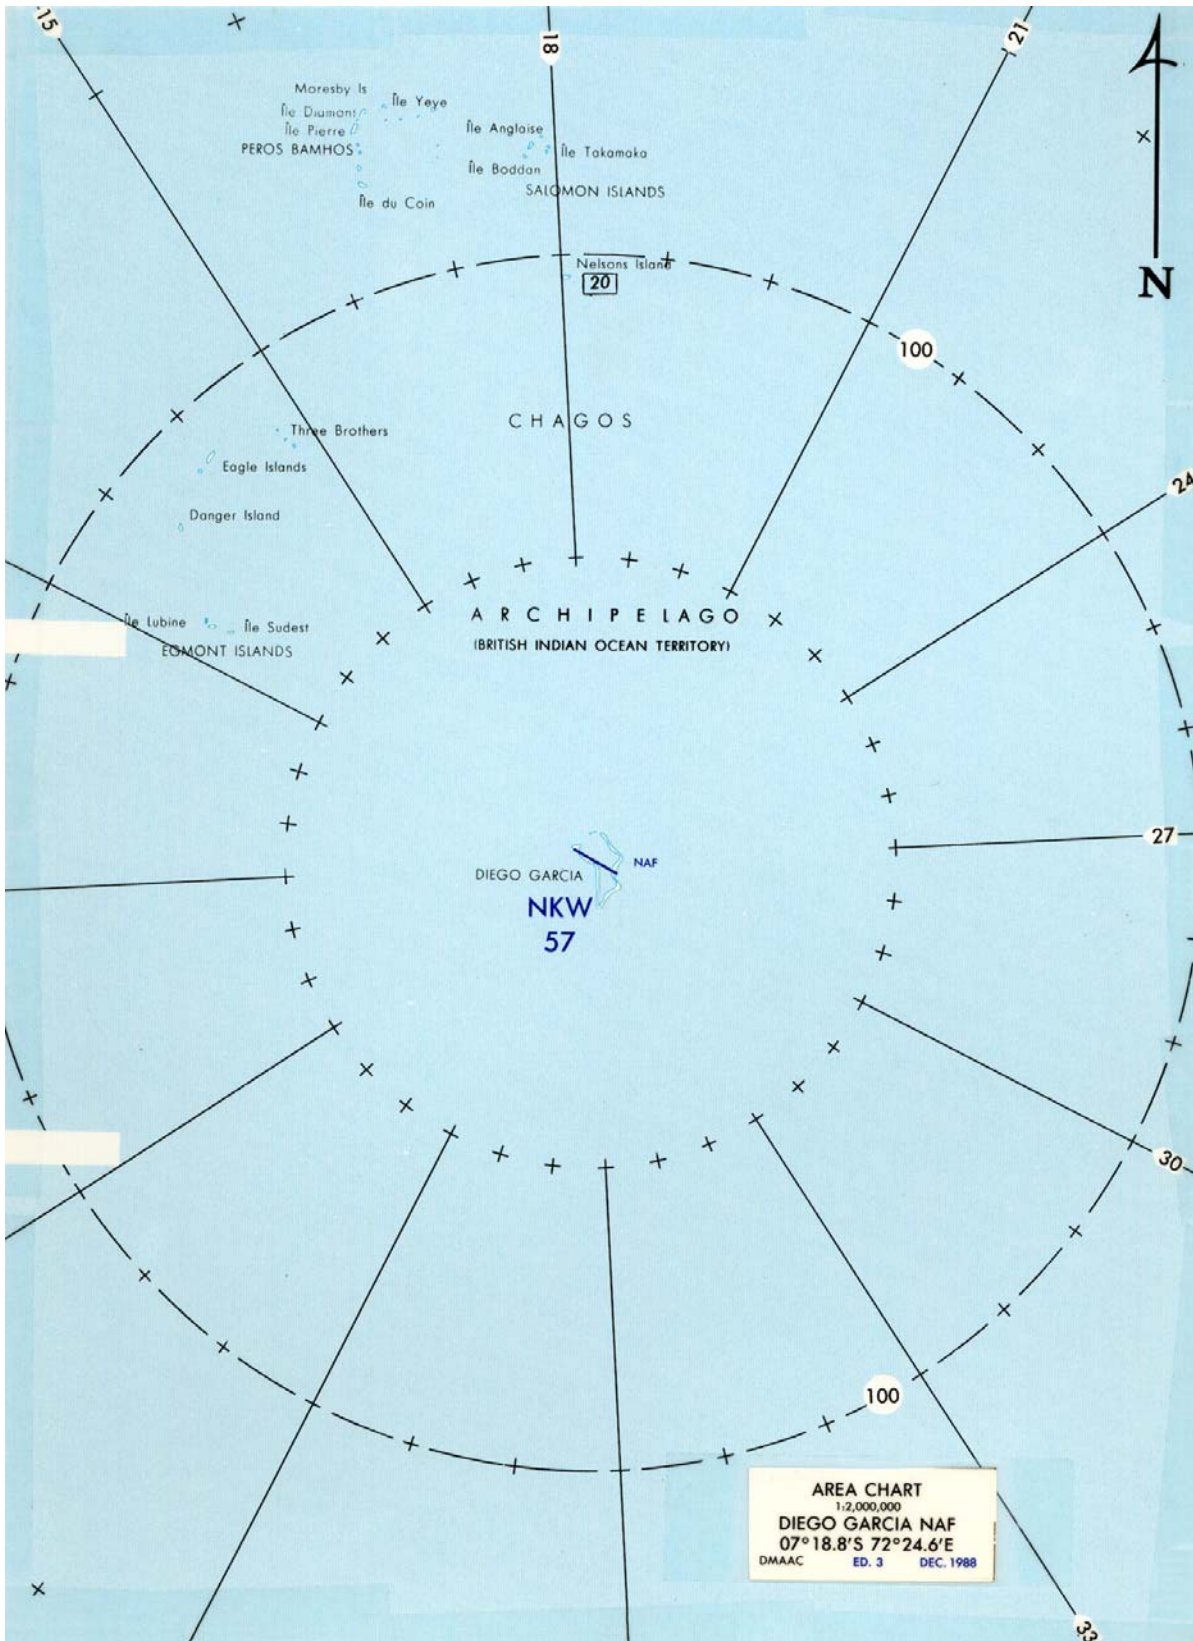 15
18
21
Moresby Is
Île Yeye
Île Diamant
Île Pierre
PEROS BAMHOS
Île du Coin
Île Anglaise
Île Takamaka
Île Boddan
SALOMON ISLANDS
N
Nelsons Island
20
100
CHAGOS
Three Brothers
Eagle Islands
24
Danger Island
ARCHIPELAGO
(BRITISH INDIAN OCEAN TERRITORY)
Île Lubine
Île Sudest
EGMONT ISLANDS
27
NAF
DIEGO GARCIA
NKW
57
30
100
AREA CHART
1:2,000,000
DIEGO GARCIA NAF
07°18.8'S 72°24.6'E
DMAAC ED. 3 DEC. 1988
33